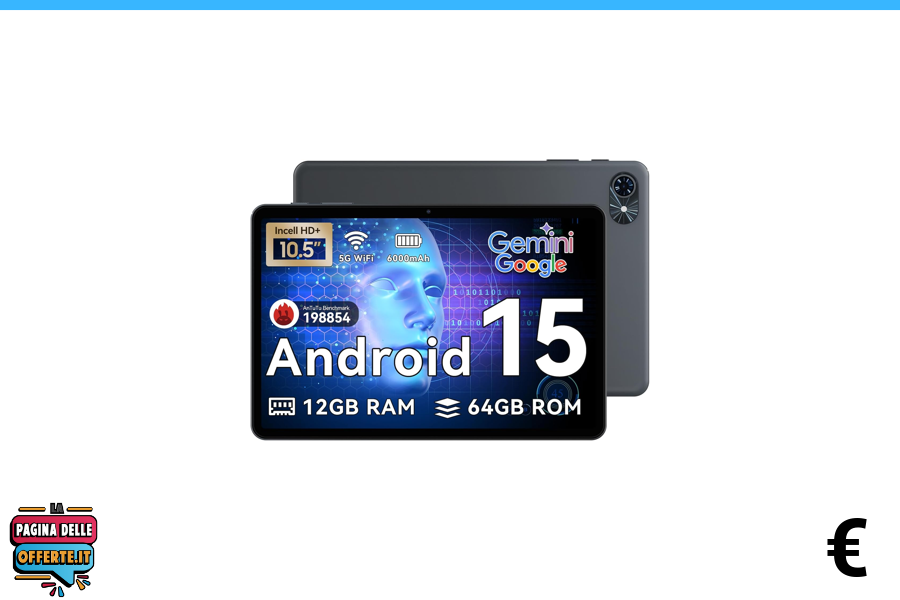 Incell HD+
10.5”
5G WiFi
6000mAh
Gemini
Google
AnTuTu Benchmark
198854
Android 15
12GB RAM
64GB ROM
LA
PAGINA DELLE
OFFERTE.IT
€